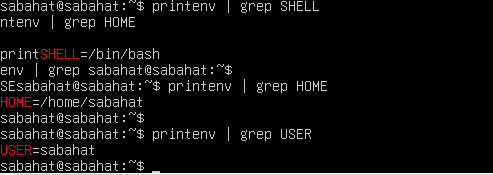 sabahat@sabahat:~$ printenv | grep SHELL
ntenv | grep HOME
printSHELL=/bin/bash
env | grep sabahat@sabahat:~$
SEsabahat@sabahat:~$ printenv | grep HOME
HOME=/home/sabahat
sabahat@sabahat:~$
sabahat@sabahat:~$ printenv | grep USER
USER=sabahat
sabahat@sabahat:~$ _